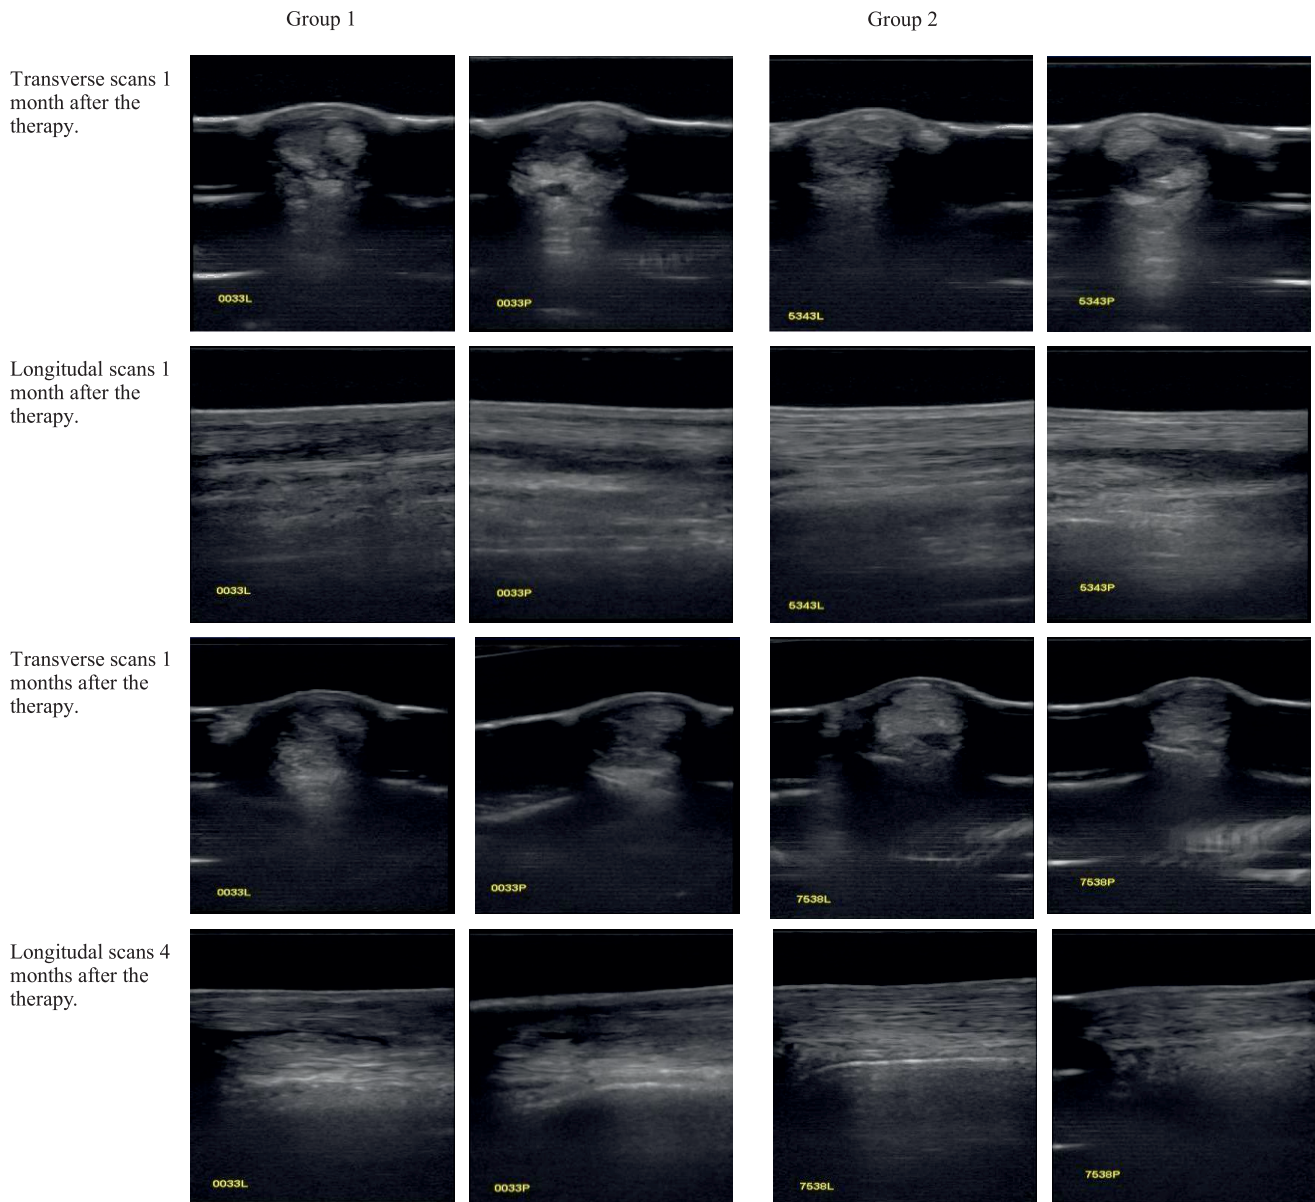 Group 1
Group 2
Transverse scans 1
month after the
therapy.
0033L
0033P
5343L
5343P
Longitudal scans 1
month after the
therapy.
0033L
0033P
5343L
5343P
Transverse scans 1
months after the
therapy.
0033L
0033P
7538L
7538P
Longitudal scans 4
months after the
therapy.
0033L
0033P
7538L
7538P